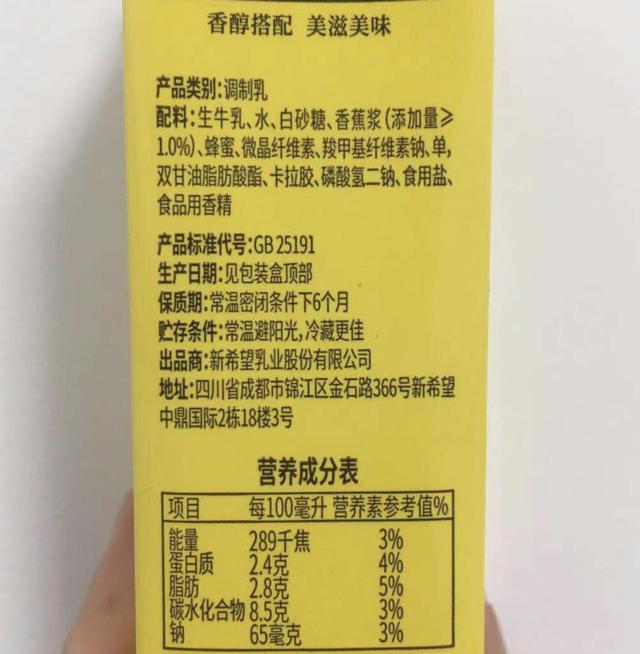 香醇搭配 美滋美味
产品类别:调制乳
配料:生牛乳、水、白砂糖、香蕉浆(添加量≥
1.0%)、蜂蜜、微晶纤维素、羧甲基纤维素钠、单,
双甘油脂肪酸酯、卡拉胶、磷酸氢二钠、食用盐、
食品用香精
产品标准代号:GB 25191
生产日期:见包装盒顶部
保质期:常温密闭条件下6个月
贮存条件:常温避阳光,冷藏更佳
出品商:新希望乳业股份有限公司
地址:四川省成都市锦江区金石路366号新希望
中鼎国际2栋18楼3号
营养成分表
项目 每100毫升 营养素参考值%
能量 289千焦 3%
蛋白质 2.4克 4%
脂肪 2.8克 5%
碳水化合物 8.5克 3%
钠 65毫克 3%